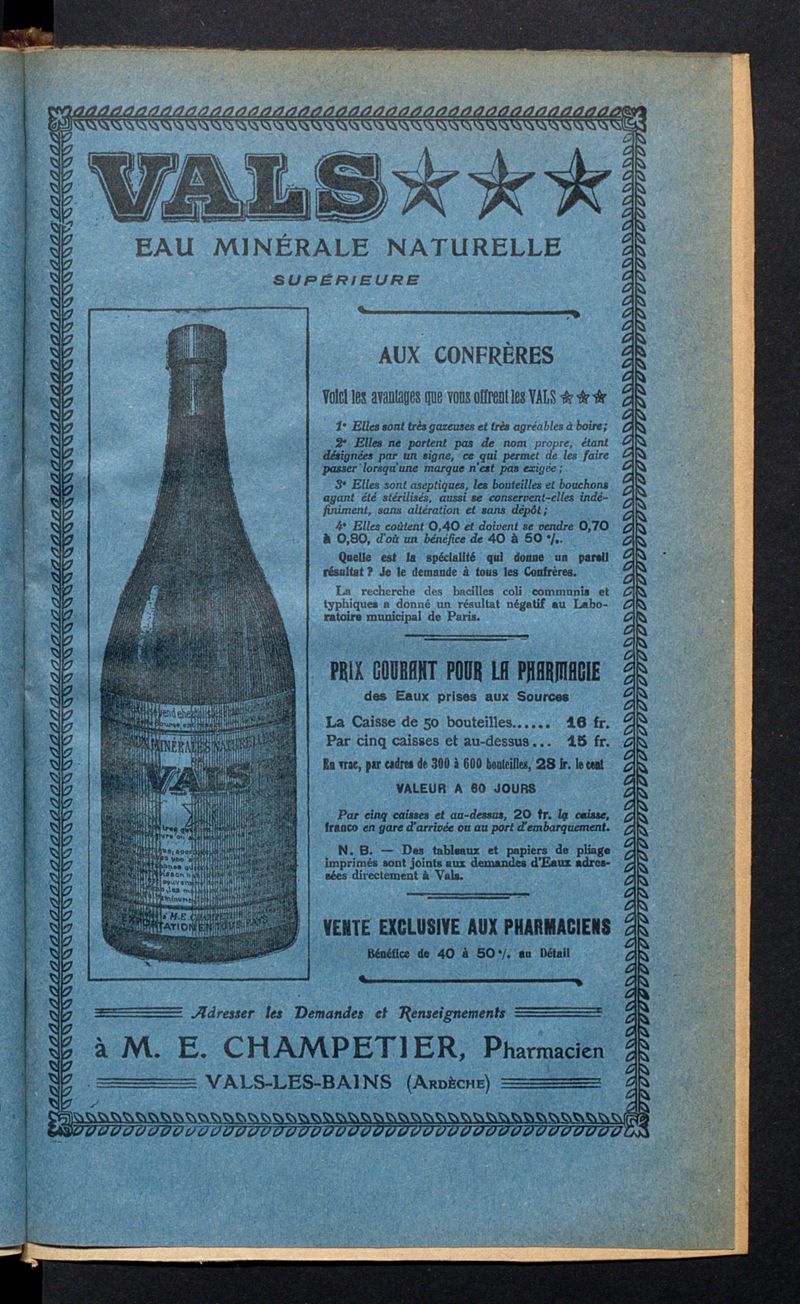 VALS ★★★
EAU MINÉRALE NATURELLE
SUPÉRIEURE
AUX CONFRÈRES
Voici les avantages que vous offrent les VALS ★★★
1° Elles sont très gazeuses et très agréables à boire;
2° Elles ne portent pas de nom propre, étant
désignées par un signe, ce qui permet de les faire
passer lorsqu'une marque n'est pas exigée;
3° Elles sont aseptiques, les bouteilles et bouchons
ayant été stérilisés, aussi se conservent-elles indé-
finiment, sans altération et sans dépôt;
4° Elles coûtent 0,40 et doivent se vendre 0,70
à 0,80, d'où un bénéfice de 40 à 50 %.
Quelle est la spécialité qui donne un pareil
résultat ? Je le demande à tous les Confrères.
La recherche des bacilles coli communis et
typhiques a donné un résultat négatif au Labo-
ratoire municipal de Paris.
PRIX COURANT POUR LA PHARMACIE
des Eaux prises aux Sources
La Caisse de 50 bouteilles...... 16 fr.
Par cinq caisses et au-dessus... 15 fr.
En vrac, par cadres de 300 à 600 bouteilles, 28 fr. le cent
VALEUR A 60 JOURS
Par cinq caisses et au-dessus, 20 fr. la caisse,
franco en gare d'arrivée ou au port d'embarquement.
N. B. — Des tableaux et papiers de pliage
imprimés sont joints aux demandes d'Eaux adres-
sées directement à Vals.
VENTE EXCLUSIVE AUX PHARMACIENS
Bénéfice de 40 à 50 % au Détail
MINERALES NATURELLES
VALS
M.E. CHAMPE
EXPORTATION EN TOUS PAYS
Adresser les Demandes et Renseignements
à M. E. CHAMPETIER, Pharmacien
VALS-LES-BAINS (ARDÈCHE)